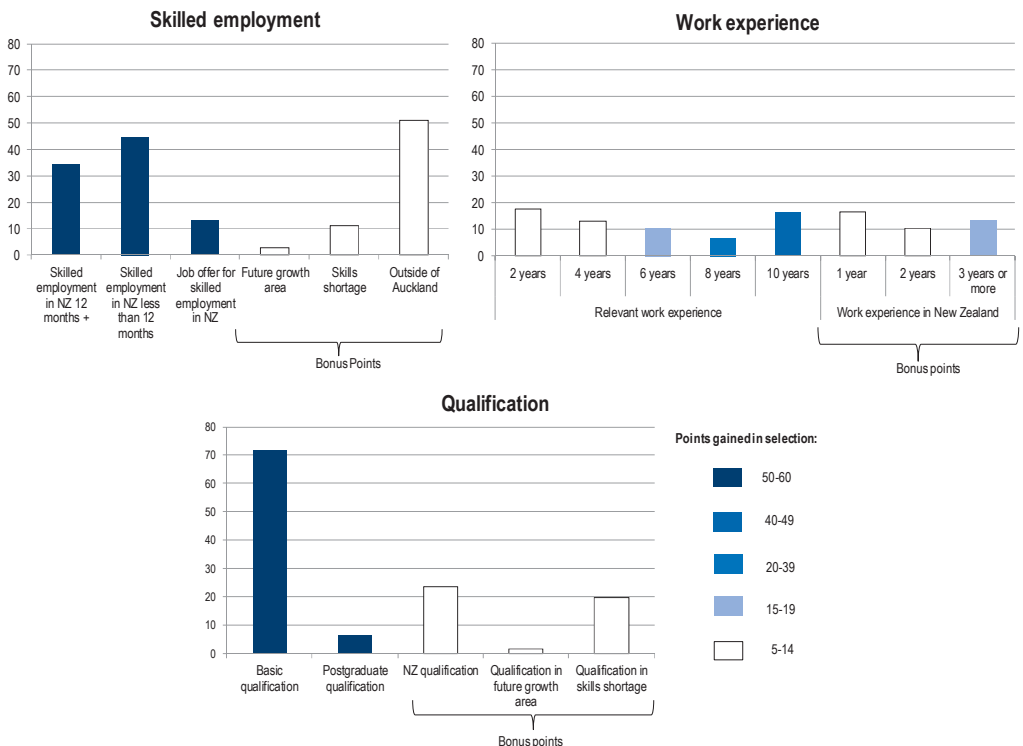 Skilled employment
80
70
60
50
40
30
20
10
0
Skilled
employment
in NZ 12
months +
Skilled
employment
in NZ less
than 12
months
Job offer for
skilled
employment
in NZ
Future growth
area
Skills
shortage
Outside of
Auckland
Bonus Points
Work experience
80
70
60
50
40
30
20
10
0
2 years
4 years
6 years
8 years
10 years
1 year
2 years
3 years or
more
Relevant work experience
Work experience in New Zealand
Bonus points
Qualification
80
70
60
50
40
30
20
10
0
Basic
qualification
Postgraduate
qualification
NZ qualification
Qualification in
future growth
area
Qualification in
skills shortage
Bonus points
Points gained in selection:
50-60
40-49
20-39
15-19
5-14